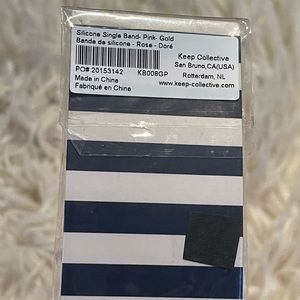 Silicone Single Band- Pink- Gold
Bande de silicone - Rose - Doré
Keep Collective
San Bruno,CA(USA)
PO# 20153142 KB008GP Rotterdam, NL
Made in China www.keep-collective.com
Fabriqué en Chine